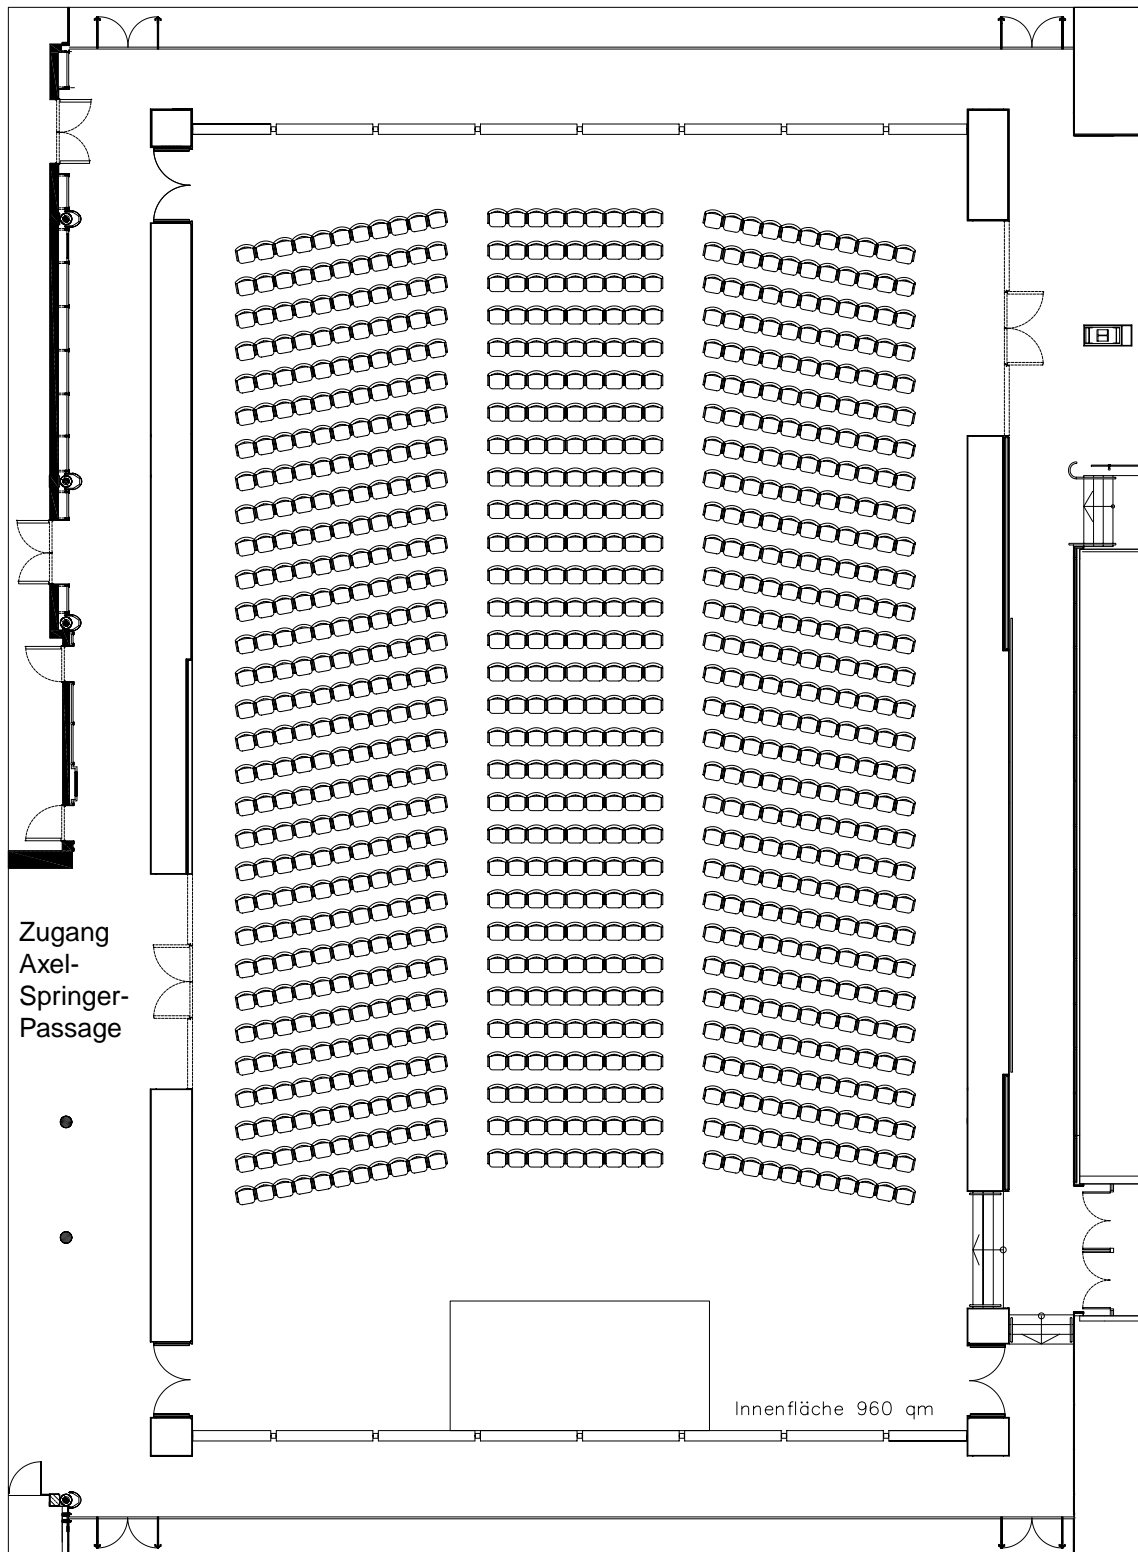 Zugang
Axel-
Springer-
Passage
Innenfläche 960 qm